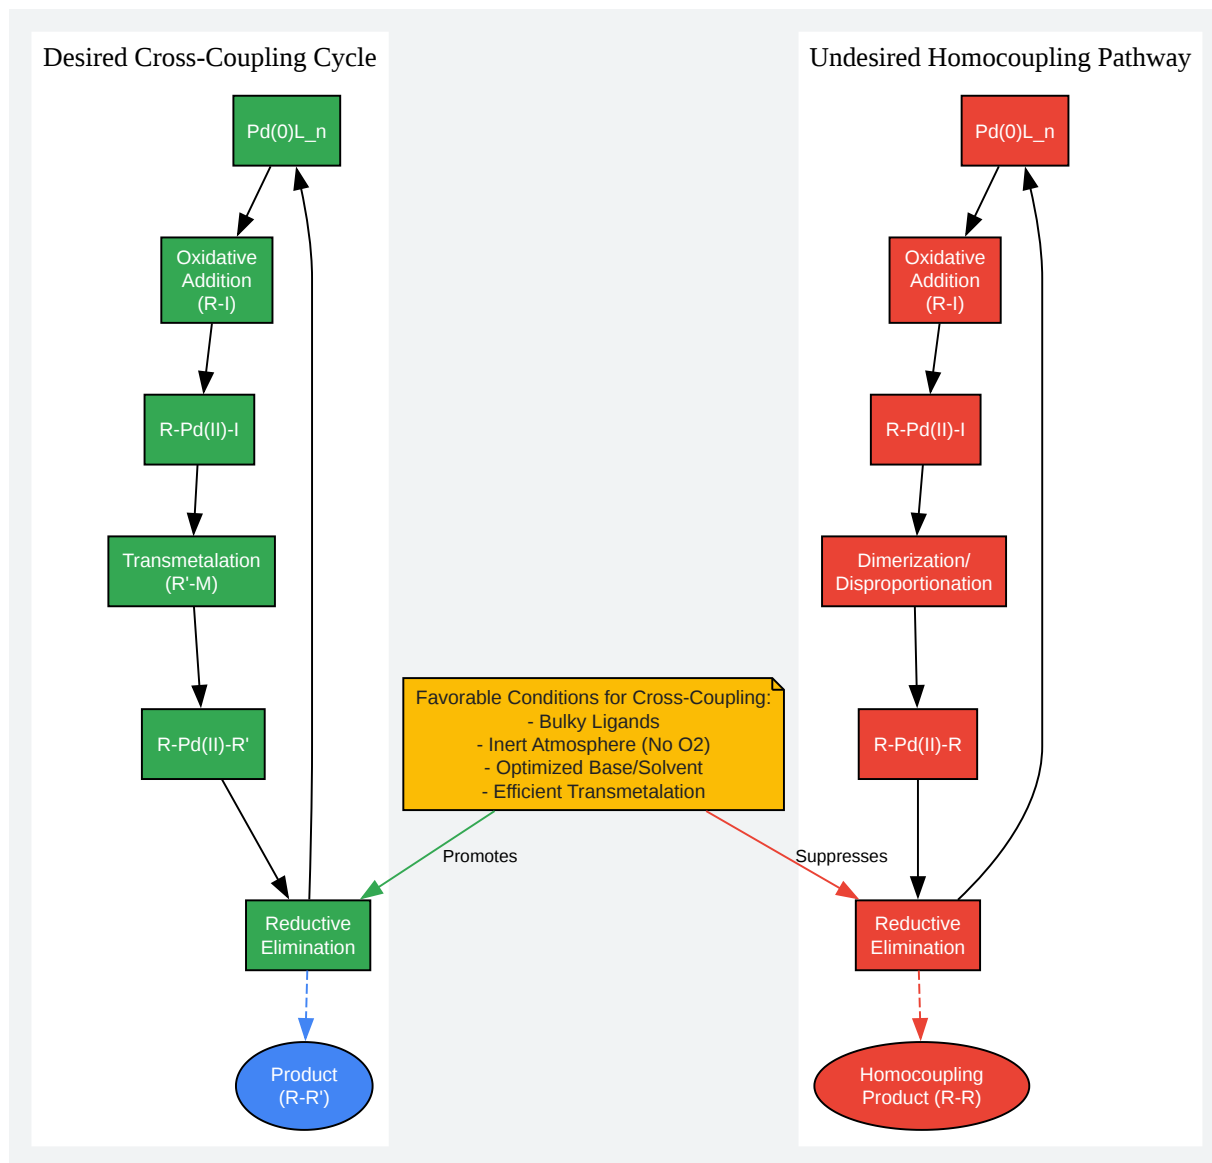 Desired Cross-Coupling Cycle
Pd(0)L_n
Oxidative
Addition
(R-I)
R-Pd(II)-I
Transmetalation
(R'-M)
R-Pd(II)-R'
Reductive
Elimination
Product
(R-R')
Favorable Conditions for Cross-Coupling:
- Bulky Ligands
- Inert Atmosphere (No O2)
- Optimized Base/Solvent
- Efficient Transmetalation
Promotes
Suppresses
Undesired Homocoupling Pathway
Pd(0)L_n
Oxidative
Addition
(R-I)
R-Pd(II)-I
Dimerization/
Disproportionation
R-Pd(II)-R
Reductive
Elimination
Homocoupling
Product (R-R)